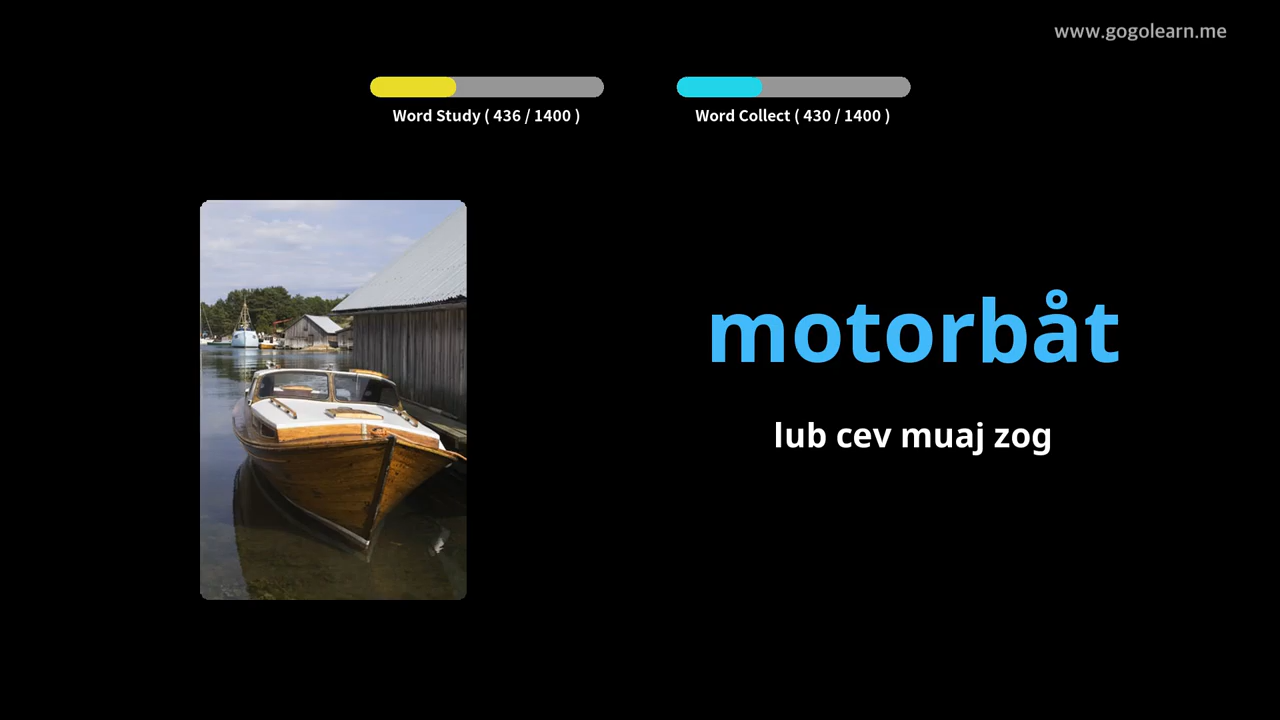 www.gogolearn.me
Word Study ( 436 / 1400 )
Word Collect ( 430 / 1400 )
motorbåt
lub cev muaj zog